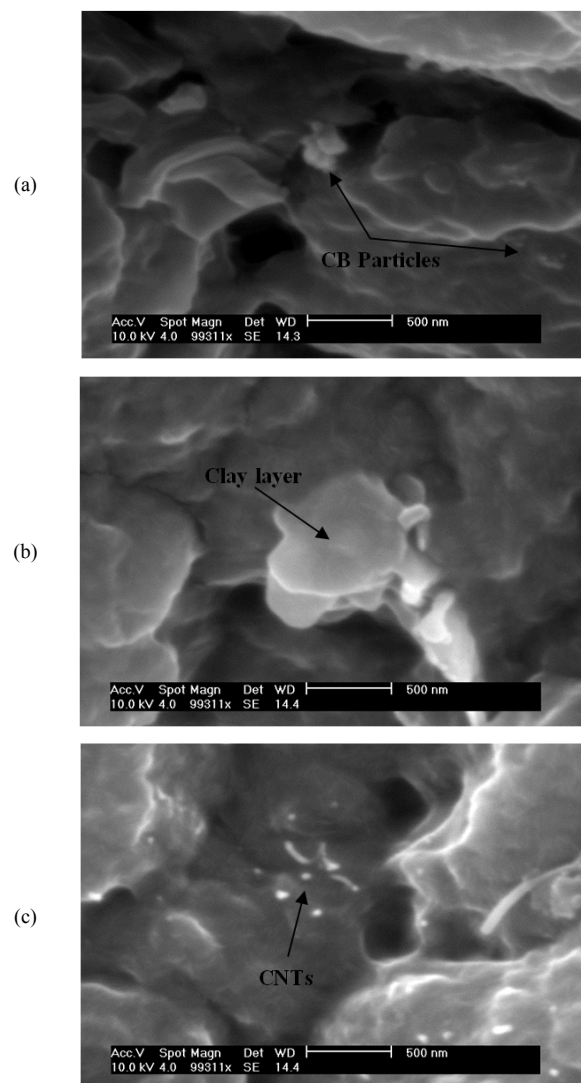 (a)
CB Particles
Acc.V Spot Magn Det WD 500 nm
10.0 kV 4.0 99311x SE 14.3
(b)
Clay layer
Acc.V Spot Magn Det WD 500 nm
10.0 kV 4.0 99311x SE 14.4
(c)
CNTs
Acc.V Spot Magn Det WD 500 nm
10.0 kV 4.0 99311x SE 14.4